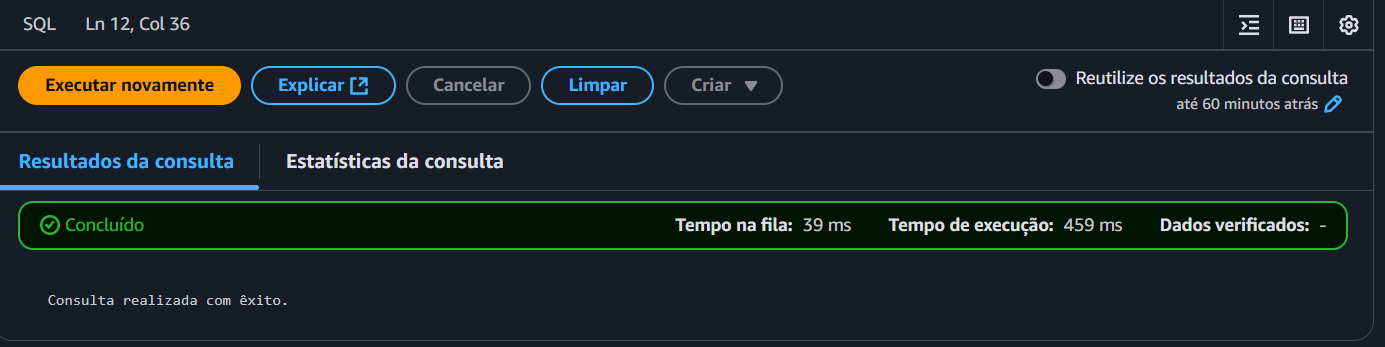 SQL Ln 12, Col 36
Executar novamente Explicar Cancelar Limpar Criar Reutilize os resultados da consulta
até 60 minutos atrás
Resultados da consulta Estatísticas da consulta
Concluído Tempo na fila: 39 ms Tempo de execução: 459 ms Dados verificados: -
Consulta realizada com êxito.